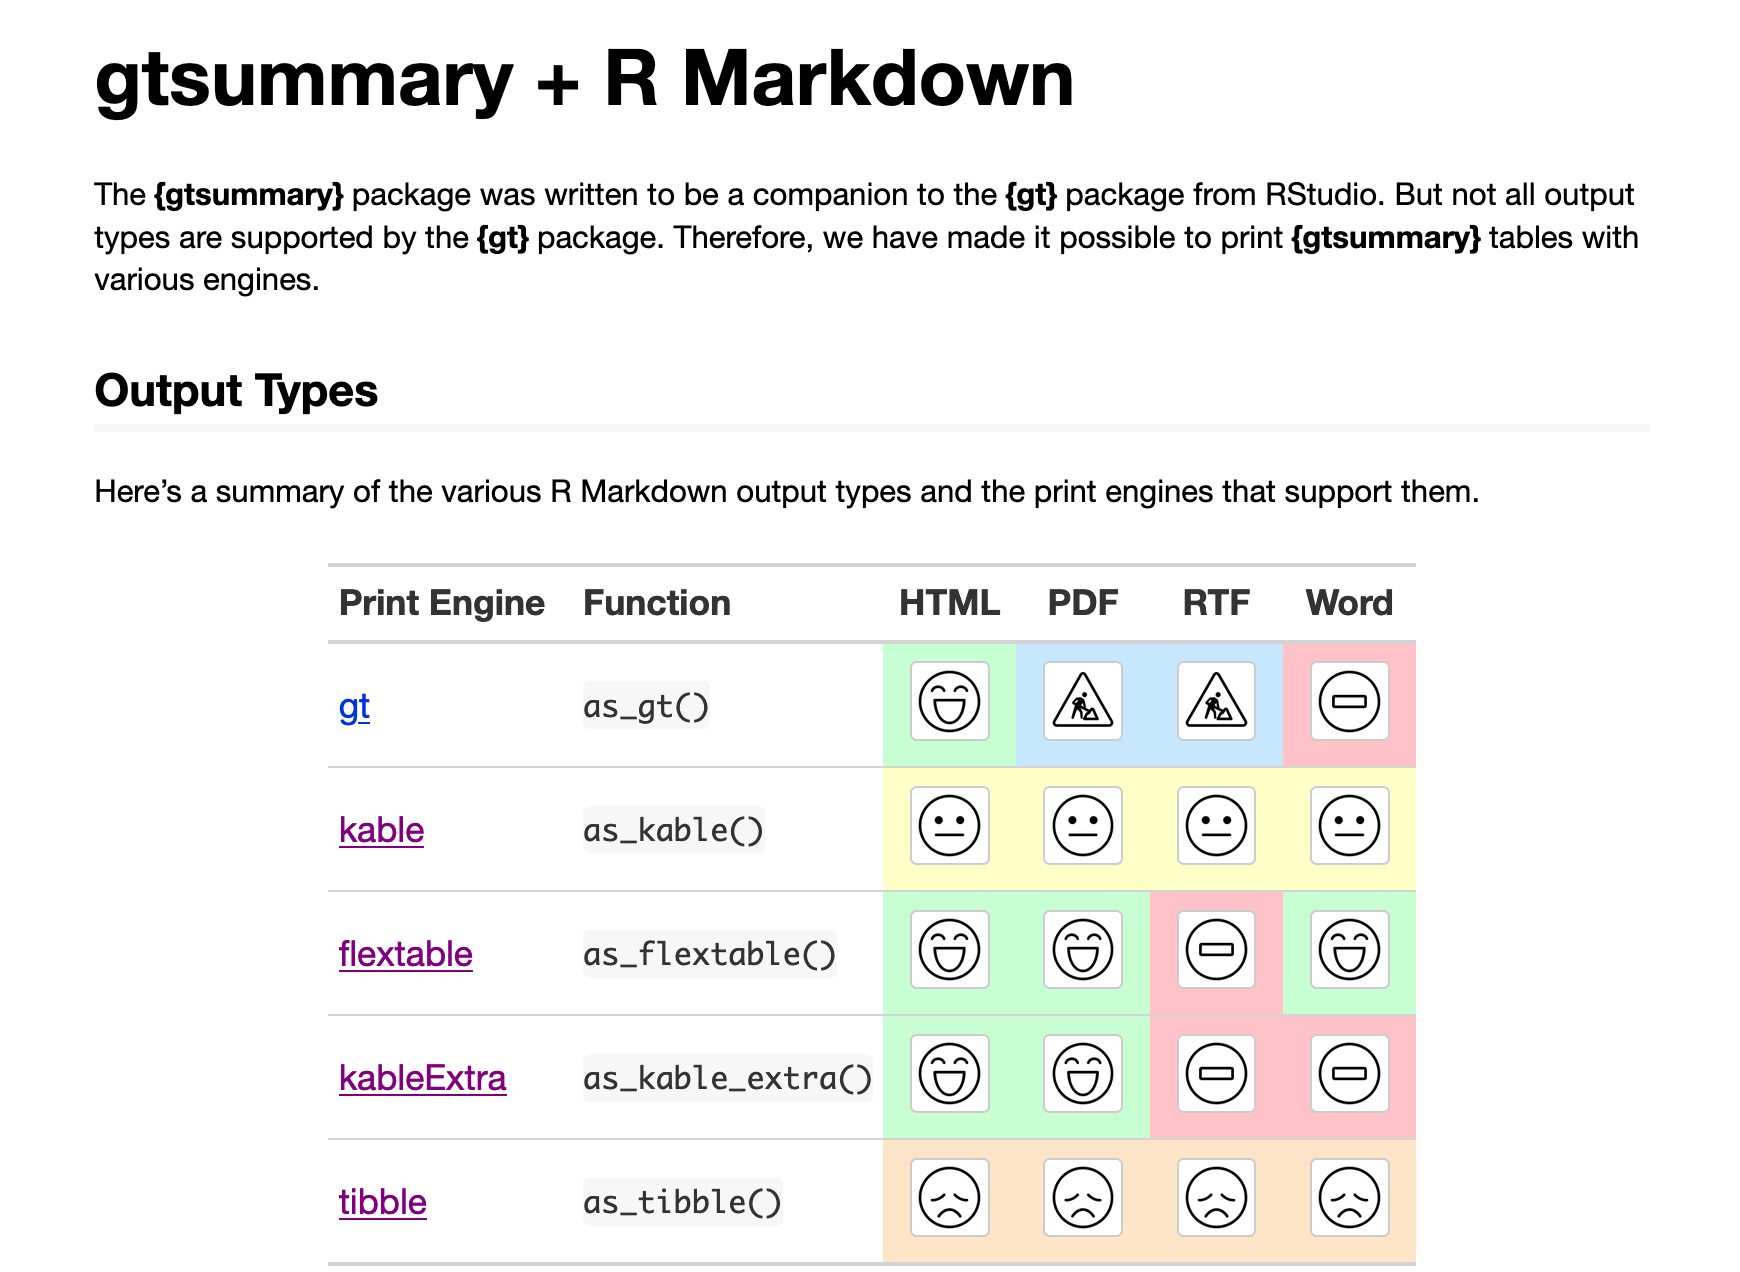 gtsummary + R Markdown
The {gtsummary} package was written to be a companion to the {gt} package from RStudio. But not all output
types are supported by the {gt} package. Therefore, we have made it possible to print {gtsummary} tables with
various engines.
Output Types
Here’s a summary of the various R Markdown output types and the print engines that support them.
Print Engine Function HTML PDF RTF Word
gt as_gt()
kable as_kable()
flextable as_flextable()
kableExtra as_kable_extra()
tibble as_tibble()